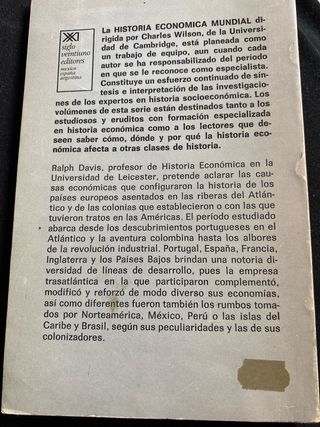 La HISTORIA ECONOMICA MUNDIAL di-
rigida por Charles Wilson, de la Universi-
dad de Cambridge, está planeada como
un trabajo de equipo, aun cuando cada
autor se ha responsabilizado del período
en que se le reconoce como especialista.
Constituye un esfuerzo continuado de sín-
tesis e interpretación de las investigacio-
nes de los expertos en historia socioeconómica. Los
volúmenes de esta serie están destinados tanto a los
estudiosos y eruditos con formación especializada
en historia económica como a los lectores que de-
seen saber cómo, dónde y por qué la historia eco-
nómica afecta a otras clases de historia.
siglo
veintiuno
editores
mexico
españa
argentina
Ralph Davis, profesor de Historia Económica en la
Universidad de Leicester, pretende aclarar las cau-
sas económicas que configuraron la historia de los
países europeos asentados en las riberas del Atlán-
tico y de las colonias que establecieron o con las que
tuvieron tratos en las Américas. El período estudiado
abarca desde los descubrimientos portugueses en el
Atlántico y la aventura colombina hasta los albores
de la revolución industrial. Portugal, España, Francia,
Inglaterra y los Países Bajos brindan una notoria di-
versidad de líneas de desarrollo, pues la empresa
trasatlántica en la que participaron complementó,
modificó y reforzó de modo diverso sus economías,
así como diferentes fueron también los rumbos to-
mados por Norteamérica, México, Perú o las islas del
Caribe y Brasil, según sus peculiaridades y las de sus
colonizadores.